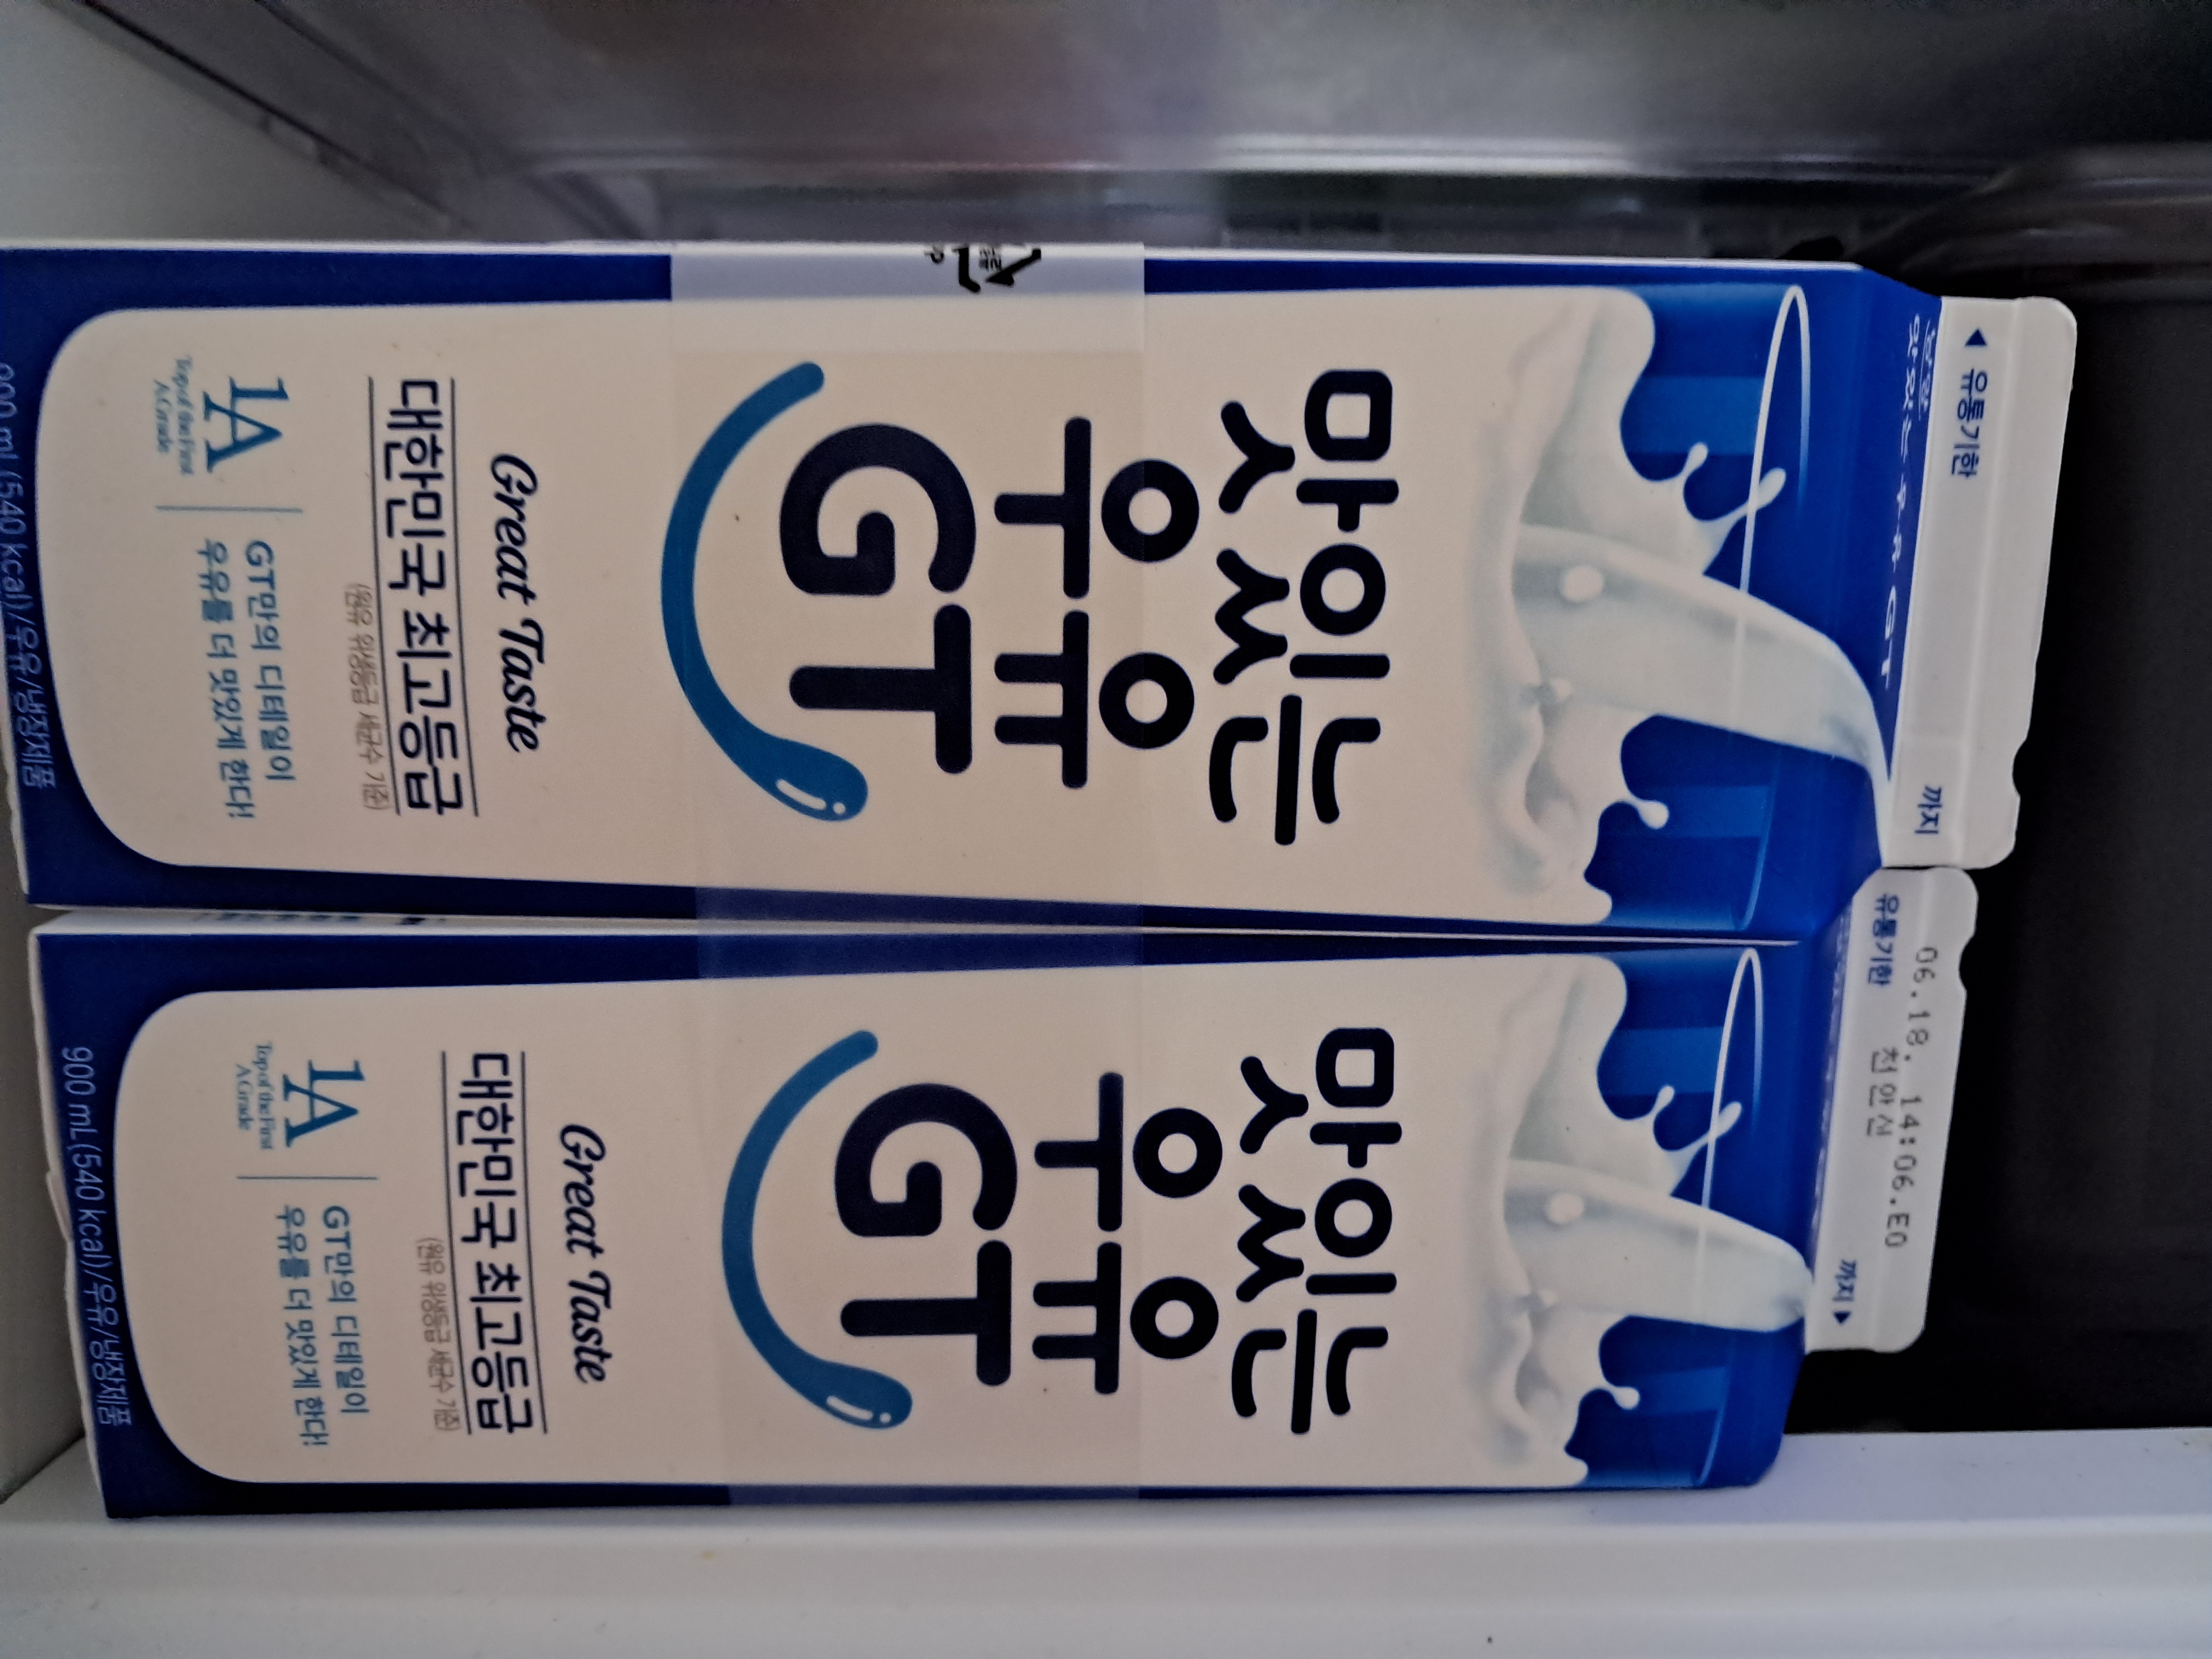 유통기한
까지
맛있는 우유 GT
맛있는
우유
GT
Great Taste
대한민국 최고등급
(원유 위생등급 세균수 기준)
1A
Top of the First
A Grade
GT만의 디테일이
우유를 더 맛있게 한다!
900 mL (540 kcal)/우유/냉장제품
유통기한
06.18. 14:06.E0
천안신
까지
맛있는
우유
GT
Great Taste
대한민국 최고등급
(원유 위생등급 세균수 기준)
1A
Top of the First
A Grade
GT만의 디테일이
우유를 더 맛있게 한다!
900 mL (540 kcal)/우유/냉장제품